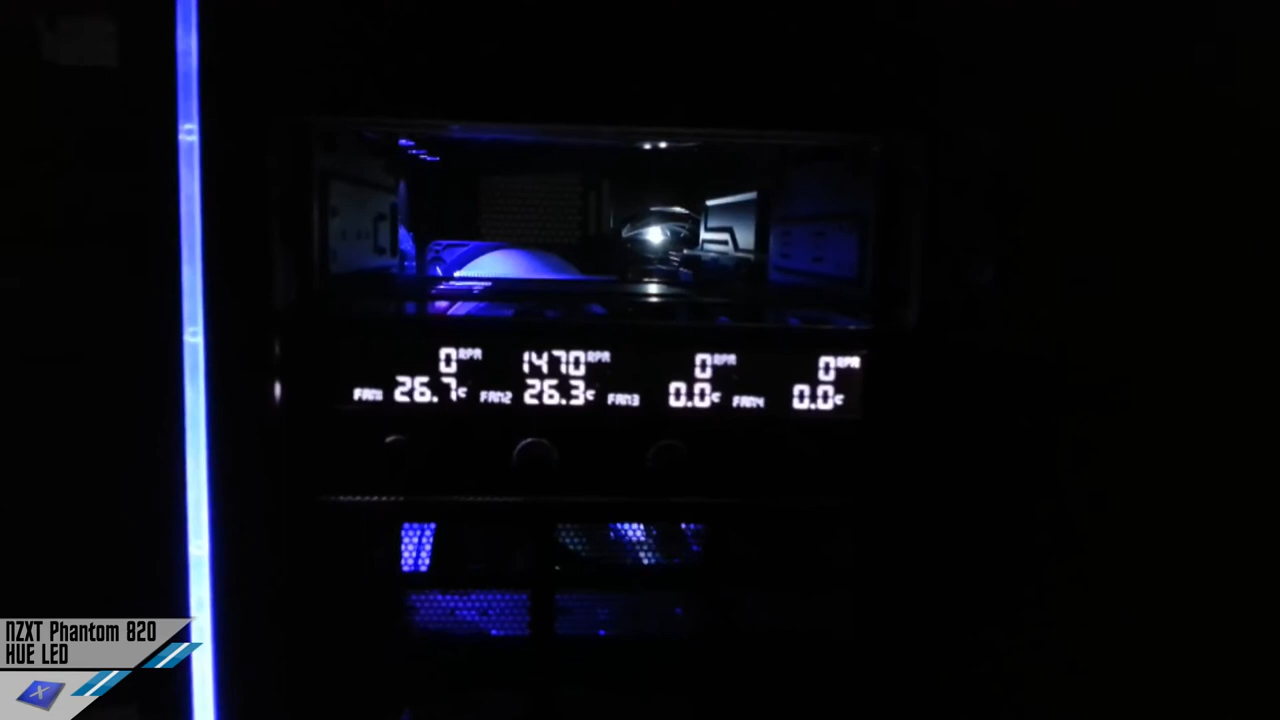 0RPM 1470RPM 0RPM 0RPM
FAN1 26.7c FAN2 26.3c FAN3 0.0c FAN4 0.0c
NZXT Phantom 820
HUE LED
X